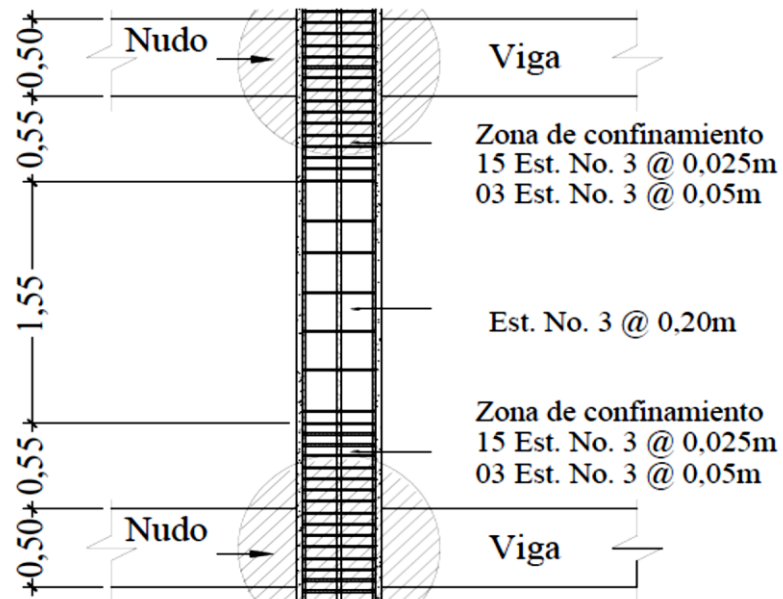 0,50
Nudo
Viga
0,55
Zona de confinamiento
15 Est. No. 3 @ 0,025m
03 Est. No. 3 @ 0,05m
1,55
Est. No. 3 @ 0,20m
Zona de confinamiento
15 Est. No. 3 @ 0,025m
03 Est. No. 3 @ 0,05m
0,55
0,50
Nudo
Viga